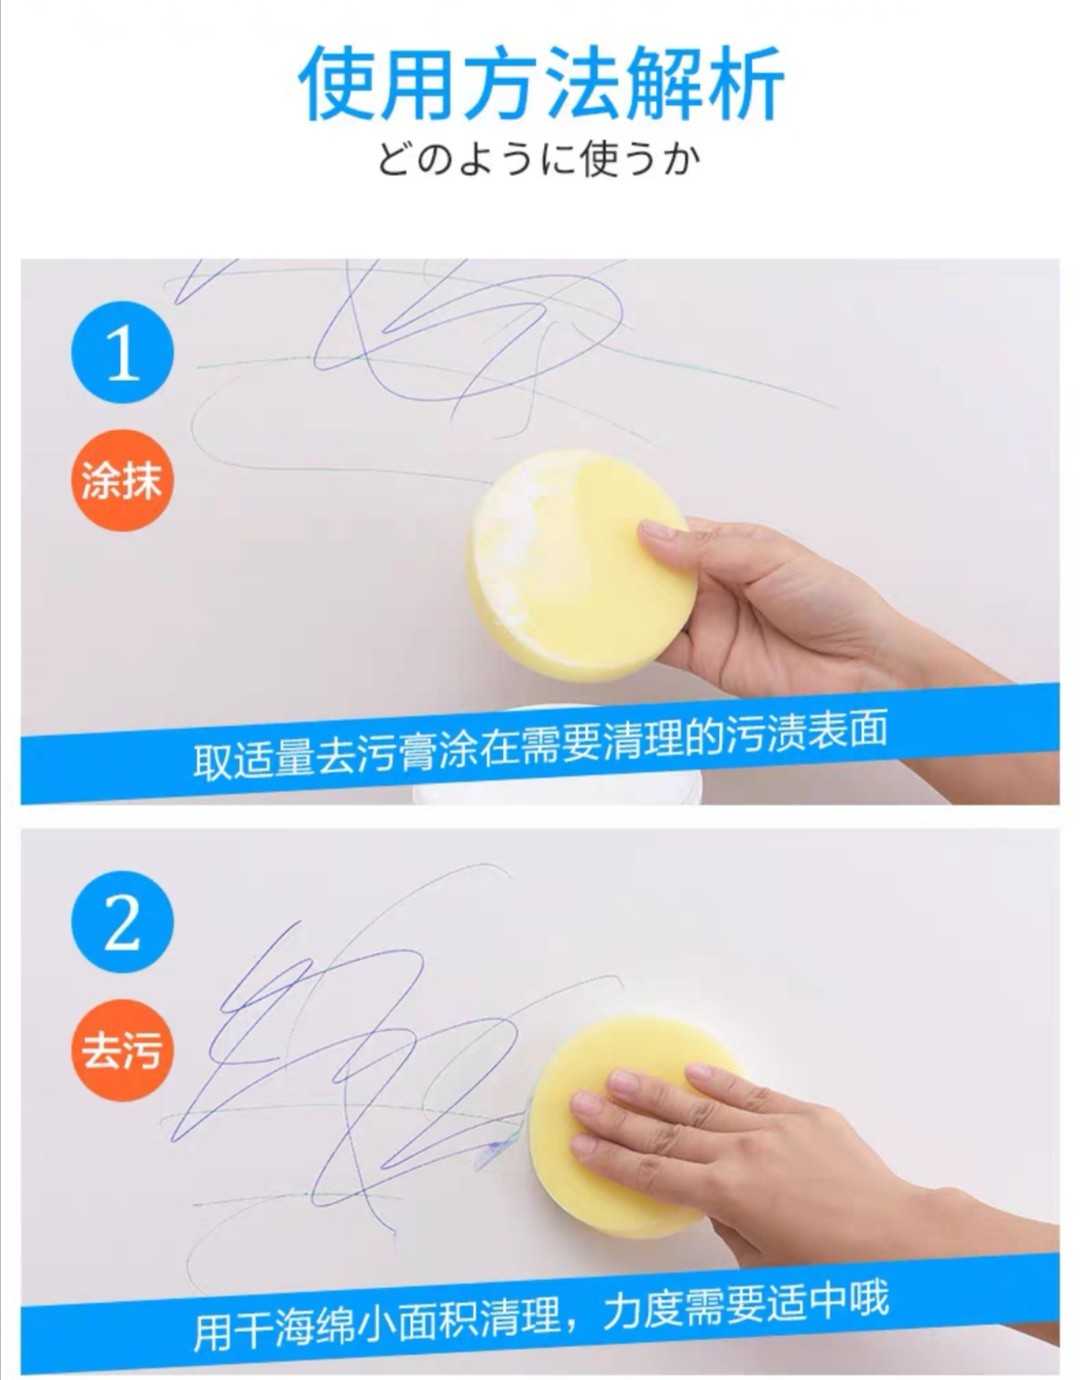 使用方法解析
どのように使うか
1
涂抹
取适量去污膏涂在需要清理的污渍表面
2
去污
用干海绵小面积清理，力度需要适中哦